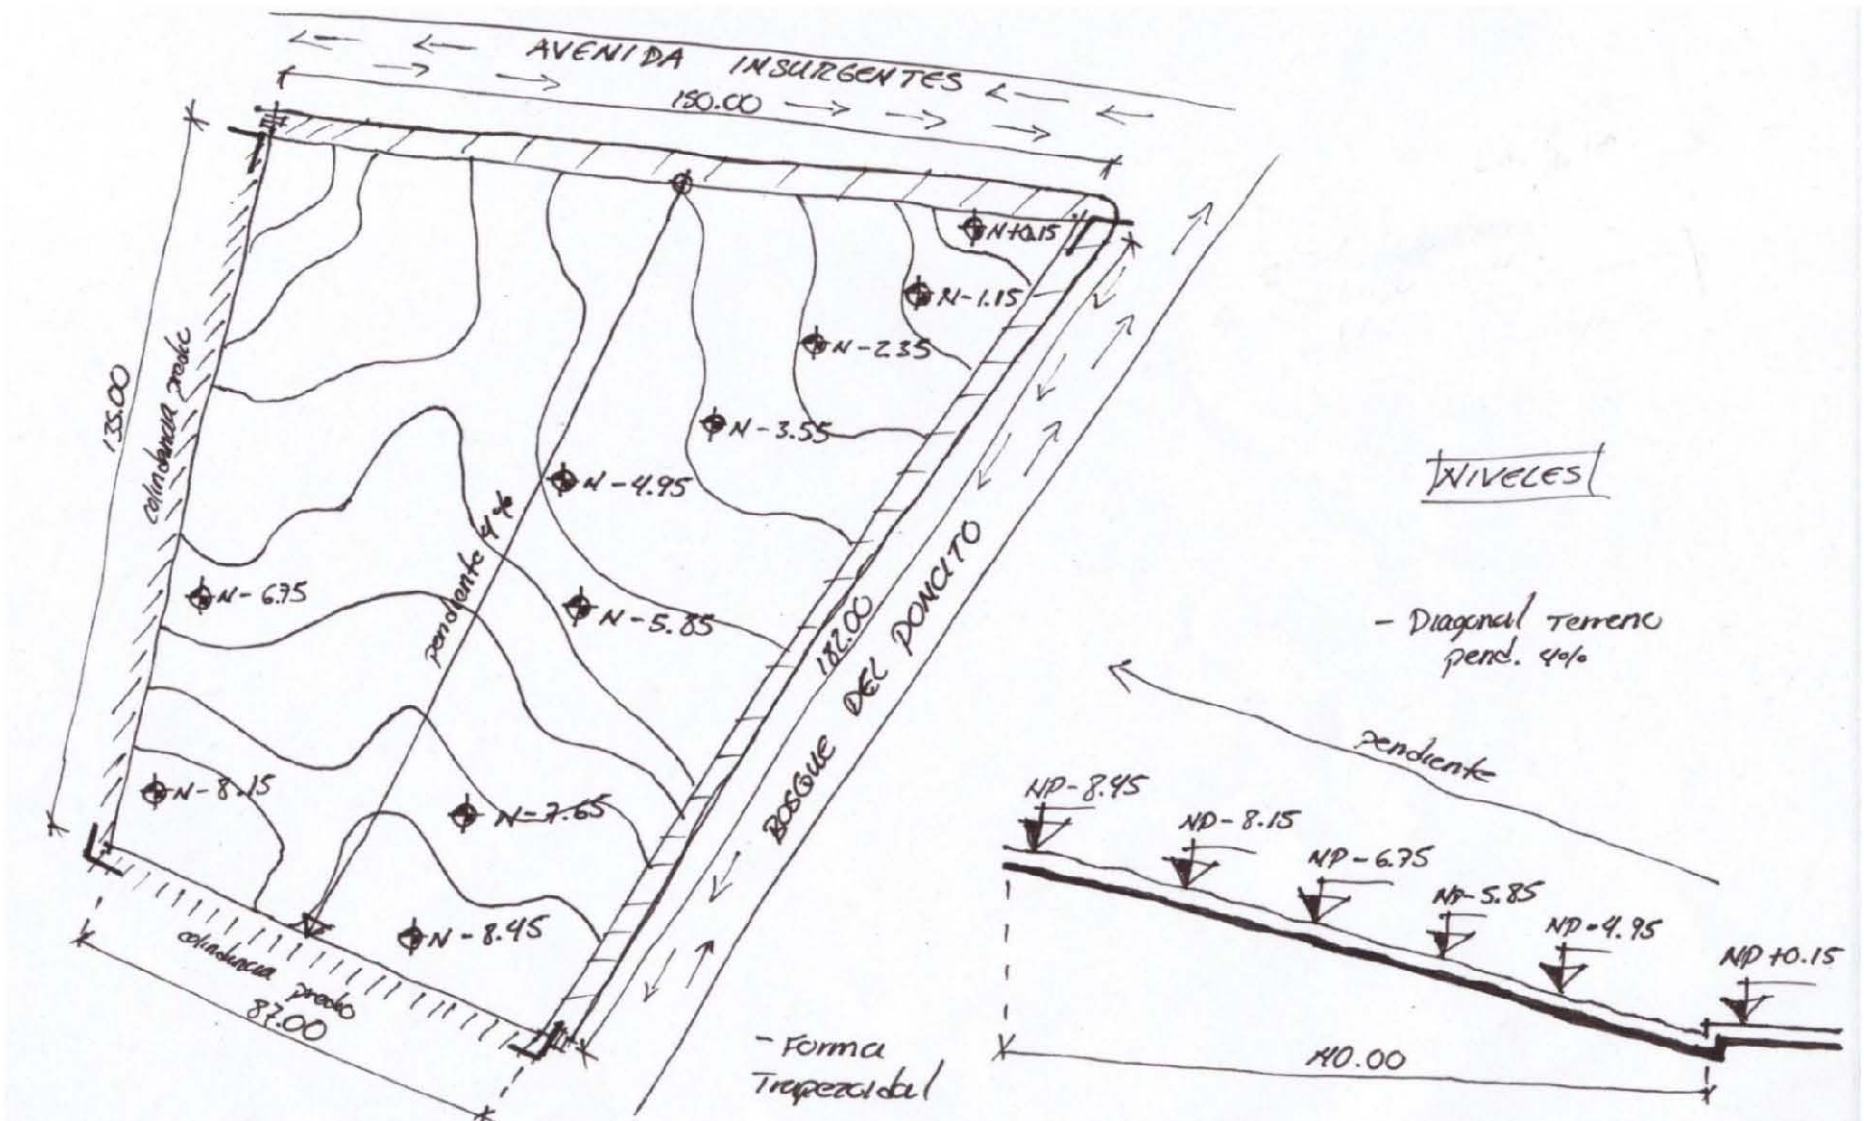 AVENIDA INSURGENTES
150.00
N+0.15
N-1.15
N-2.35
N-3.55
N-4.95
N-5.85
N-6.75
N-7.65
N-8.15
N-8.45
135.00
colindancia predio
pendiente 4%
182.00
BOSQUE DEL PONCITO
colindancia predio
87.00
- Forma
Trapezoidal
NIVELES
- Diagonal Terreno
pend. 4%
pendiente
NP-8.45
NP-8.15
NP-6.75
NP-5.85
NP-4.95
NP+0.15
140.00